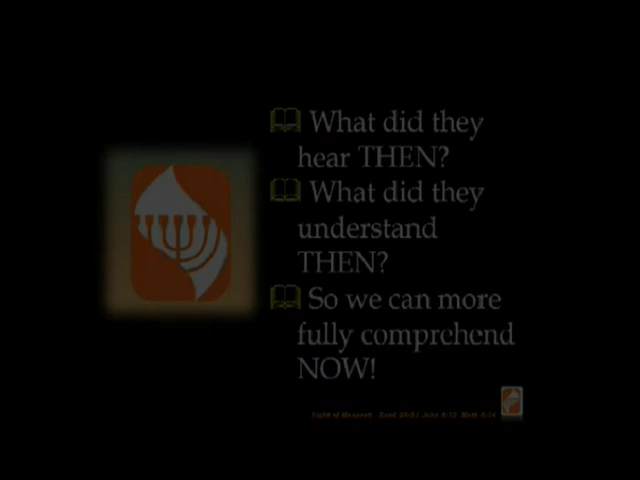 What did they
hear THEN?
What did they
understand
THEN?
So we can more
fully comprehend
NOW!
Light of Menorah